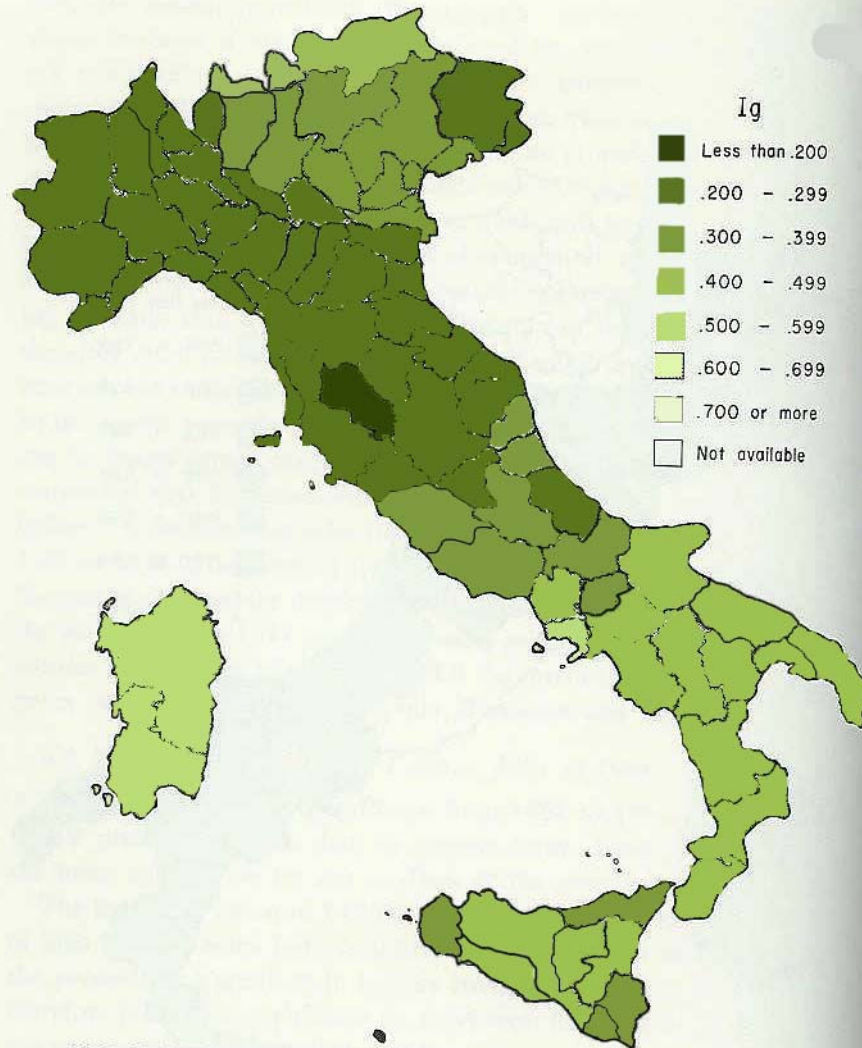 Ig
Less than .200
.200 - .299
.300 - .399
.400 - .499
.500 - .599
.600 - .699
.700 or more
Not available